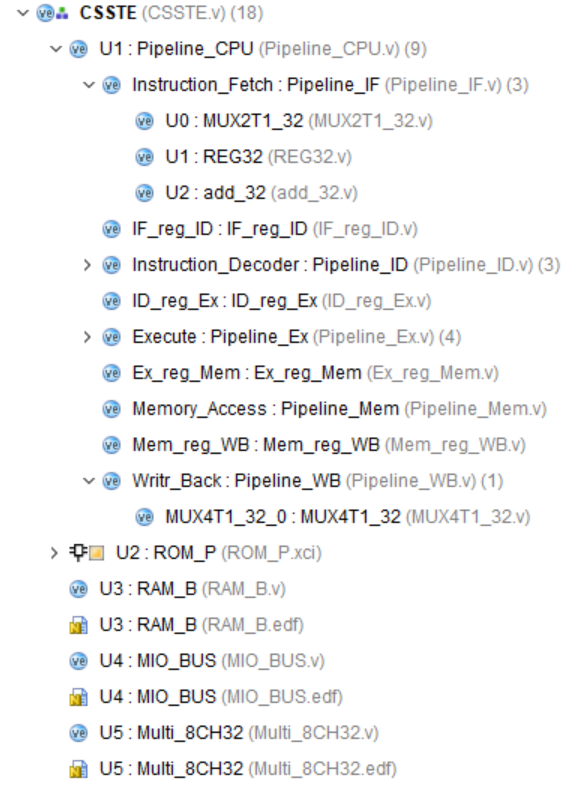 CSSTE (CSSTE.v) (18)
U1 : Pipeline_CPU (Pipeline_CPU.v) (9)
Instruction_Fetch : Pipeline_IF (Pipeline_IF.v) (3)
U0 : MUX2T1_32 (MUX2T1_32.v)
U1 : REG32 (REG32.v)
U2 : add_32 (add_32.v)
IF_reg_ID : IF_reg_ID (IF_reg_ID.v)
Instruction_Decoder : Pipeline_ID (Pipeline_ID.v) (3)
ID_reg_Ex : ID_reg_Ex (ID_reg_Ex.v)
Execute : Pipeline_Ex (Pipeline_Ex.v) (4)
Ex_reg_Mem : Ex_reg_Mem (Ex_reg_Mem.v)
Memory_Access : Pipeline_Mem (Pipeline_Mem.v)
Mem_reg_WB : Mem_reg_WB (Mem_reg_WB.v)
Writr_Back : Pipeline_WB (Pipeline_WB.v) (1)
MUX4T1_32_0 : MUX4T1_32 (MUX4T1_32.v)
U2 : ROM_P (ROM_P.xci)
U3 : RAM_B (RAM_B.v)
U3 : RAM_B (RAM_B.edf)
U4 : MIO_BUS (MIO_BUS.v)
U4 : MIO_BUS (MIO_BUS.edf)
U5 : Multi_8CH32 (Multi_8CH32.v)
U5 : Multi_8CH32 (Multi_8CH32.edf)